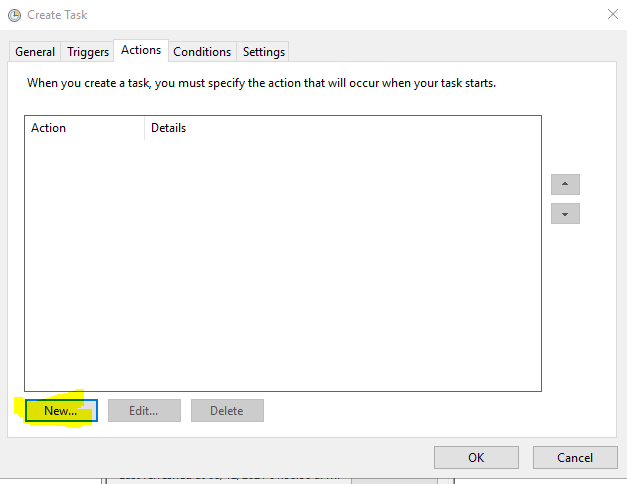 Create Task
General Triggers Actions Conditions Settings
When you create a task, you must specify the action that will occur when your task starts.
Action Details
New... Edit... Delete
OK Cancel